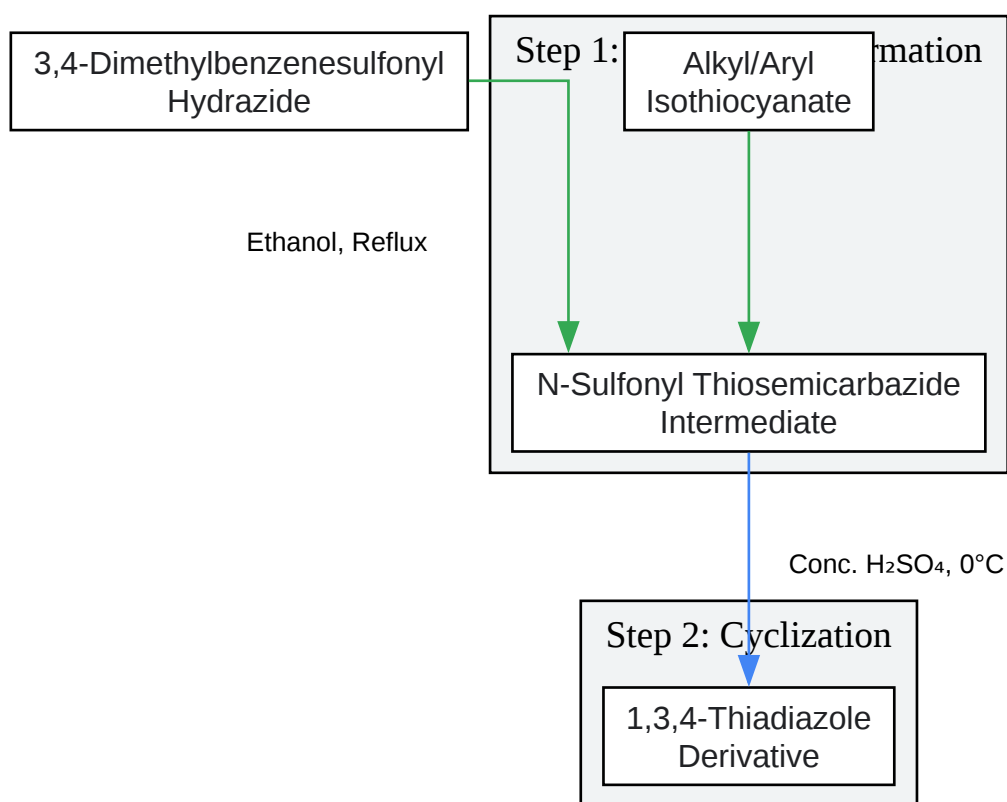 3,4-Dimethylbenzenesulfonyl
Hydrazide
Step 1:
Alkyl/Aryl
Isothiocyanate
Ethanol, Reflux
N-Sulfonyl Thiosemicarbazide
Intermediate
Conc. H₂SO₄, 0°C
Step 2: Cyclization
1,3,4-Thiadiazole
Derivative